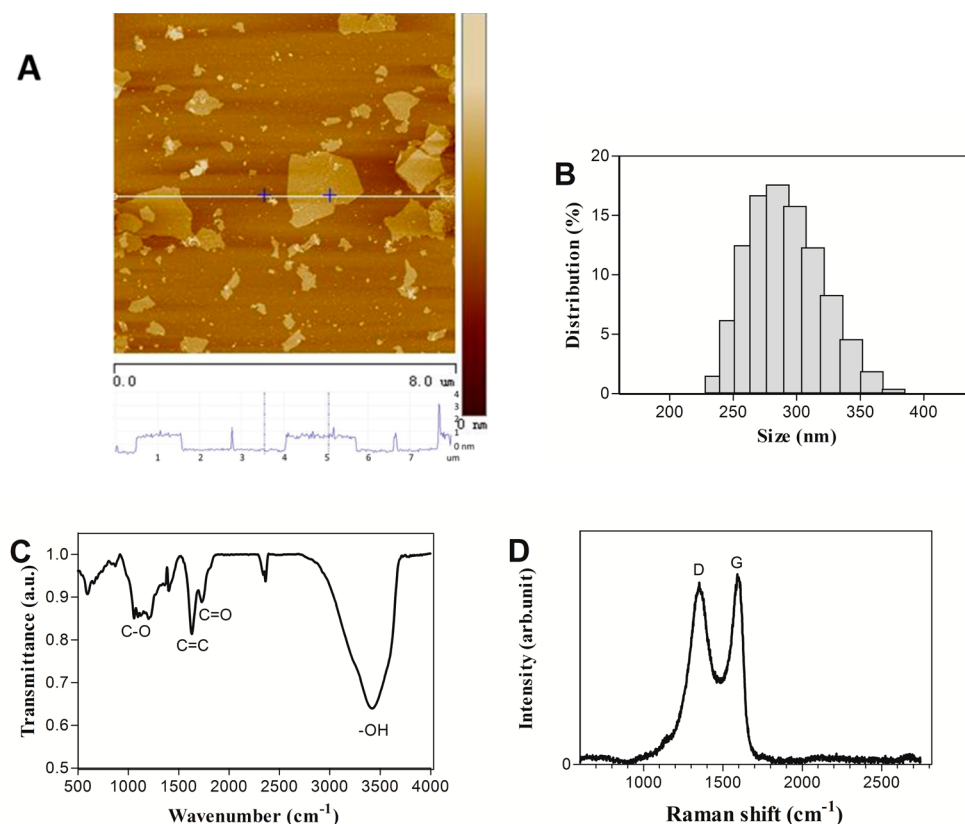 A
0.0 8.0 um
0 nm
4
3
2
1
0 nm
1 2 3 4 5 6 7 um
B
20
15
10
5
0
200 250 300 350 400
Distribution (%)
Size (nm)
C
1.0
0.9
0.8
0.7
0.6
0.5
C-O
C=C
C=O
-OH
500 1000 1500 2000 2500 3000 3500 4000
Transmittance (a.u.)
Wavenumber (cm-1)
D
D
G
0
1000 1500 2000 2500
Intensity (arb.unit)
Raman shift (cm-1)